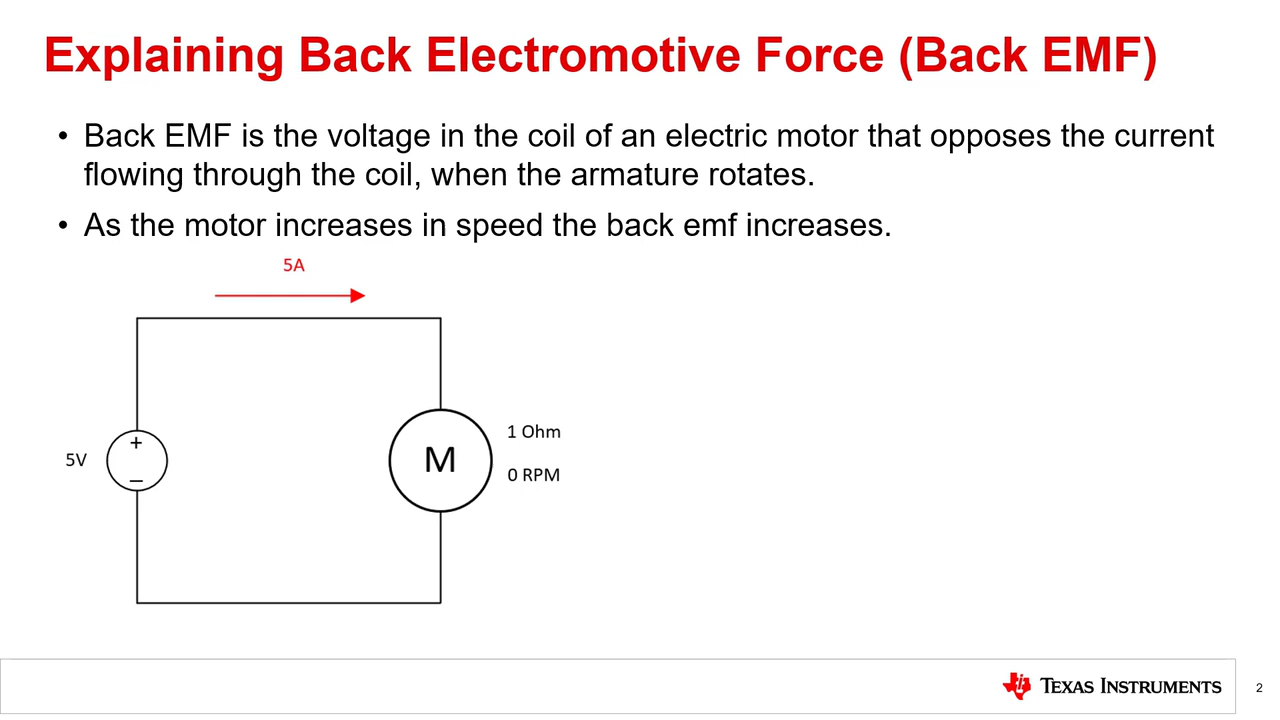 Explaining Back Electromotive Force (Back EMF)
• Back EMF is the voltage in the coil of an electric motor that opposes the current
flowing through the coil, when the armature rotates.
• As the motor increases in speed the back emf increases.
5A
5V
+
–
M
1 Ohm
0 RPM
TEXAS INSTRUMENTS
2